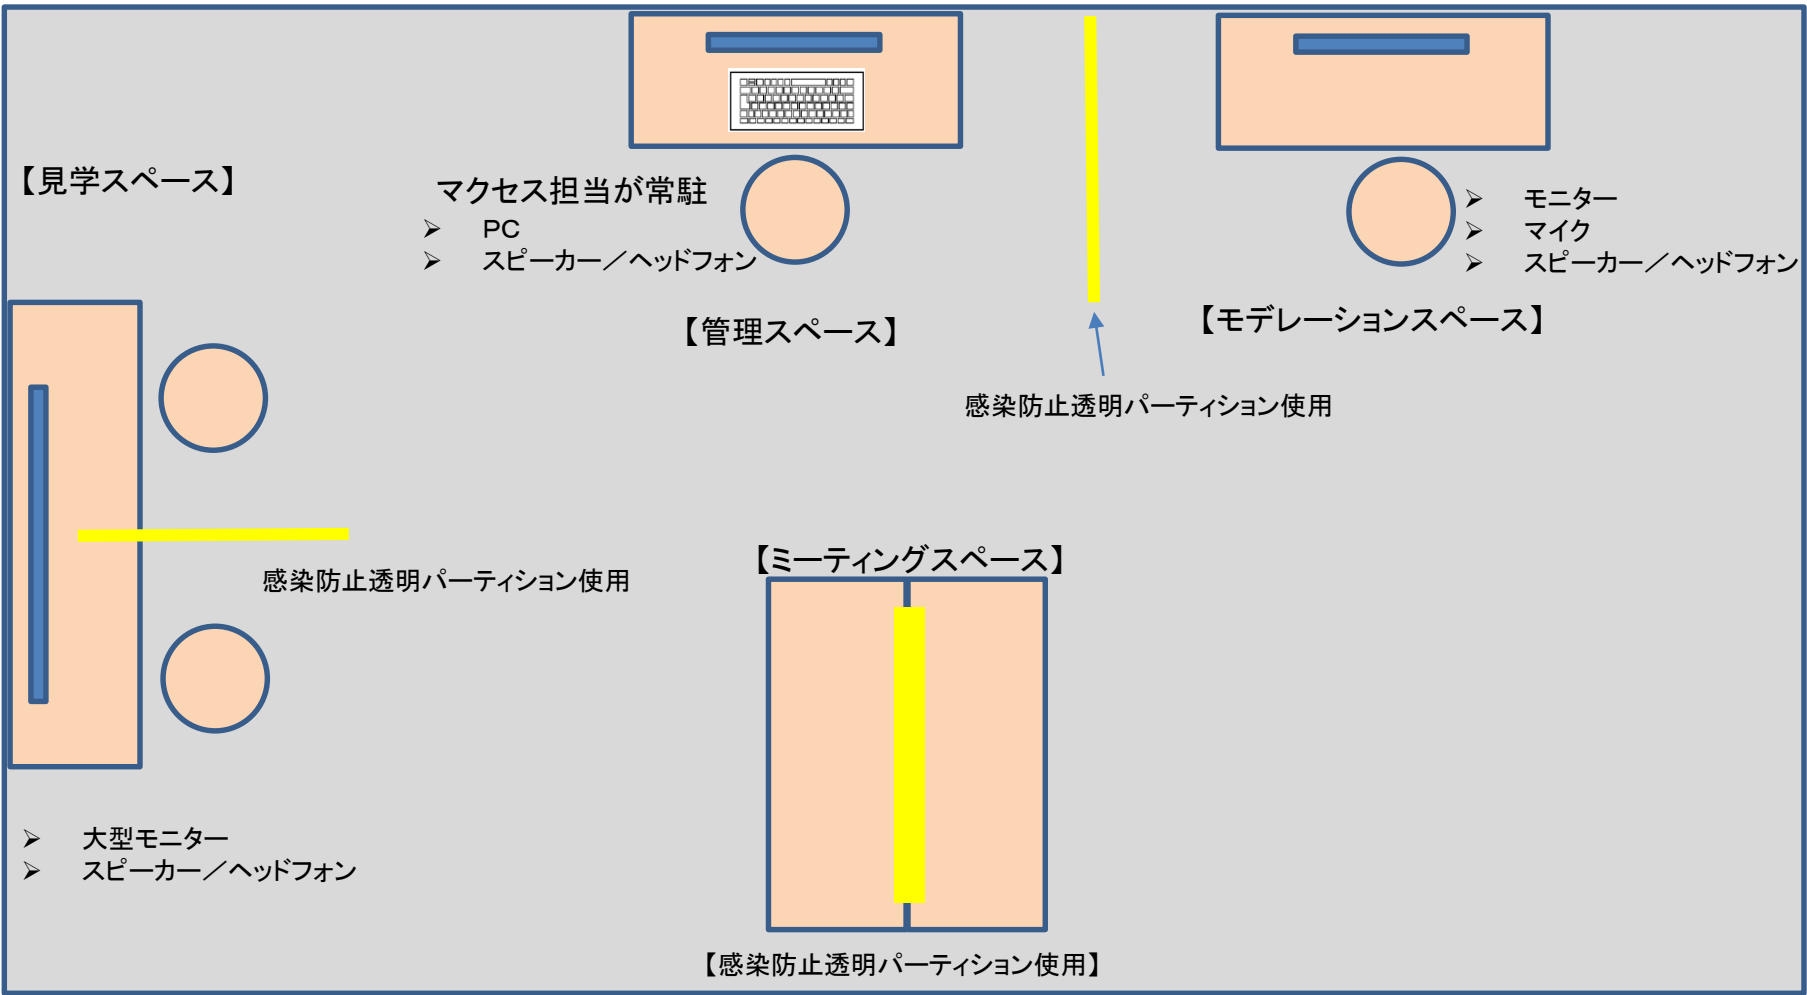 【見学スペース】
マクセス担当が常駐
➢ PC
➢ スピーカー／ヘッドフォン
【管理スペース】
➢ モニター
➢ マイク
➢ スピーカー／ヘッドフォン
【モデレーションスペース】
感染防止透明パーティション使用
感染防止透明パーティション使用
【ミーティングスペース】
➢ 大型モニター
➢ スピーカー／ヘッドフォン
【感染防止透明パーティション使用】